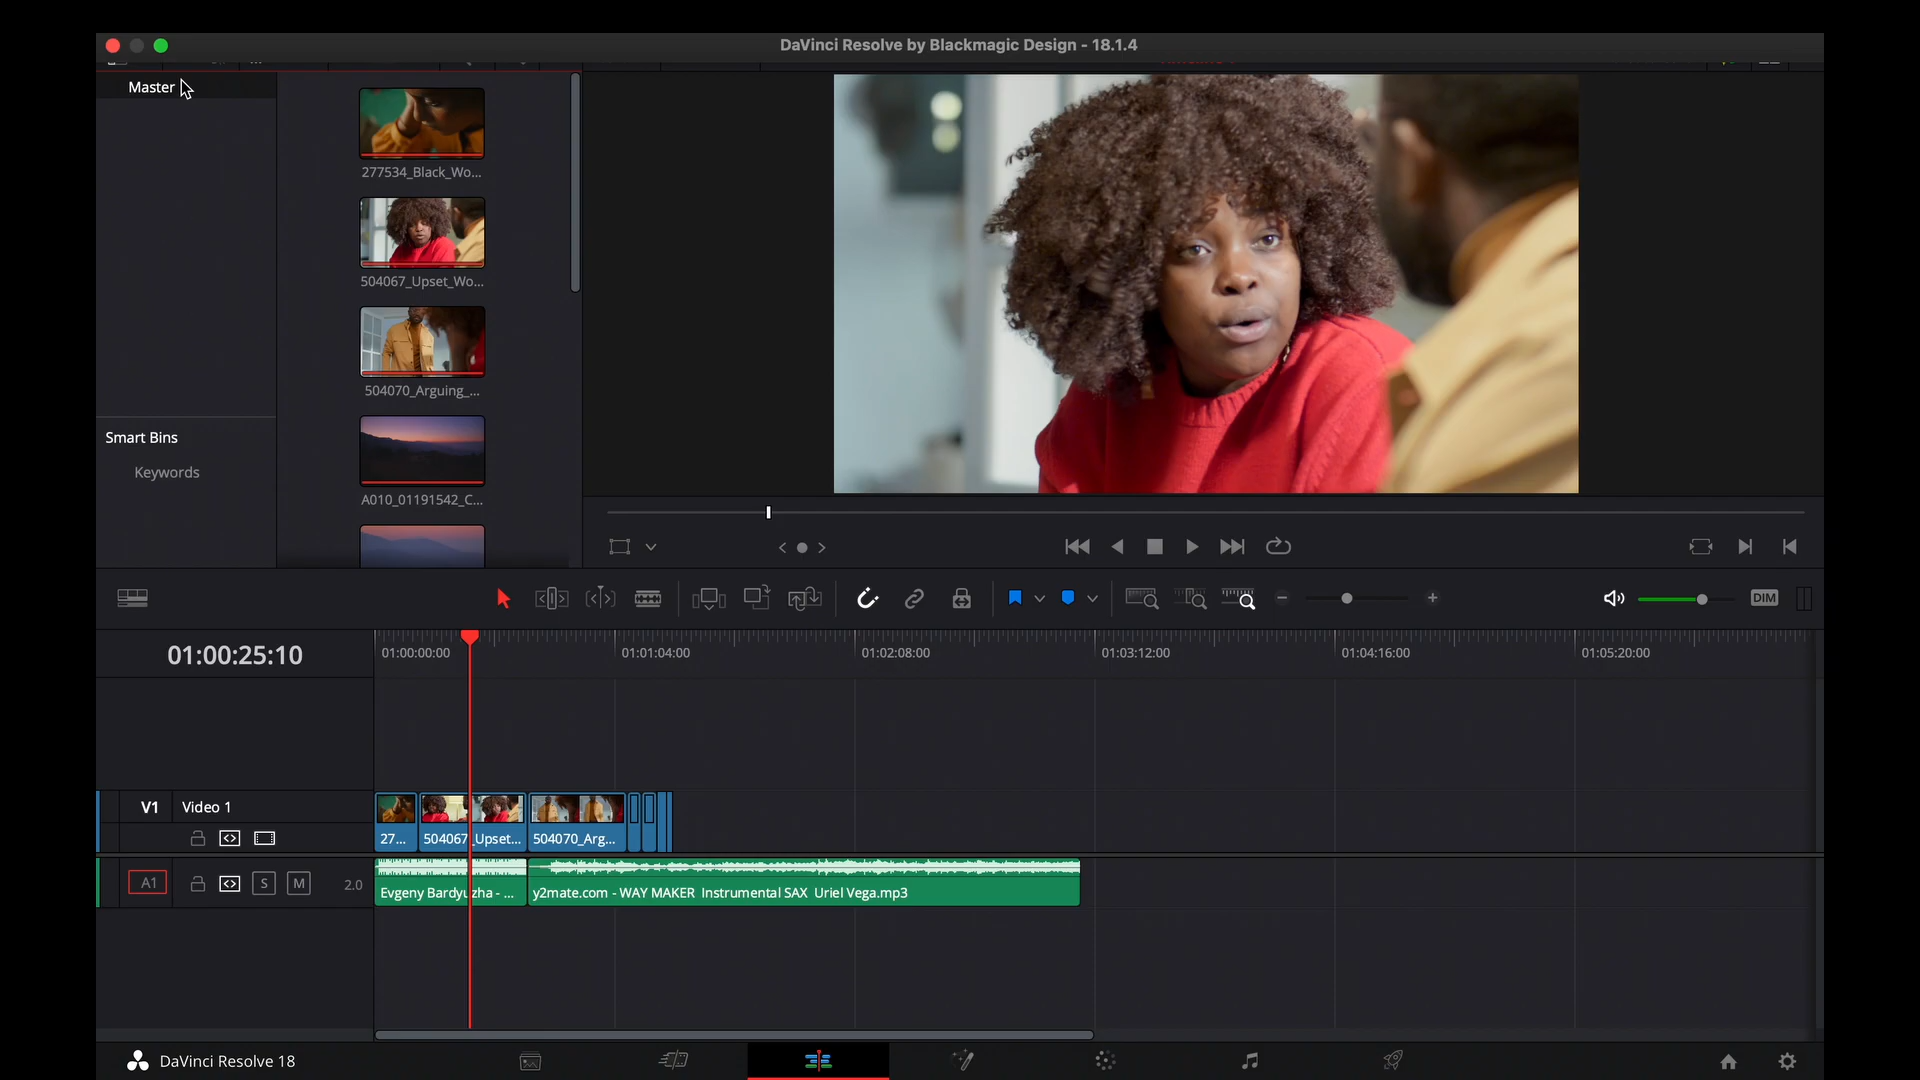 DaVinci Resolve by Blackmagic Design - 18.1.4
Master
277534_Black_Wo...
504067_Upset_Wo...
504070_Arguing_...
A010_01191542_C...
Smart Bins
Keywords
DIM
01:00:25:10
01:00:00:00
01:01:04:00
01:02:08:00
01:03:12:00
01:04:16:00
01:05:20:00
V1
Video 1
27...
504067_Upset...
504070_Arg...
A1
S
M
2.0
Evgeny Bardyuzha - ...
y2mate.com - WAY MAKER Instrumental SAX Uriel Vega.mp3
DaVinci Resolve 18